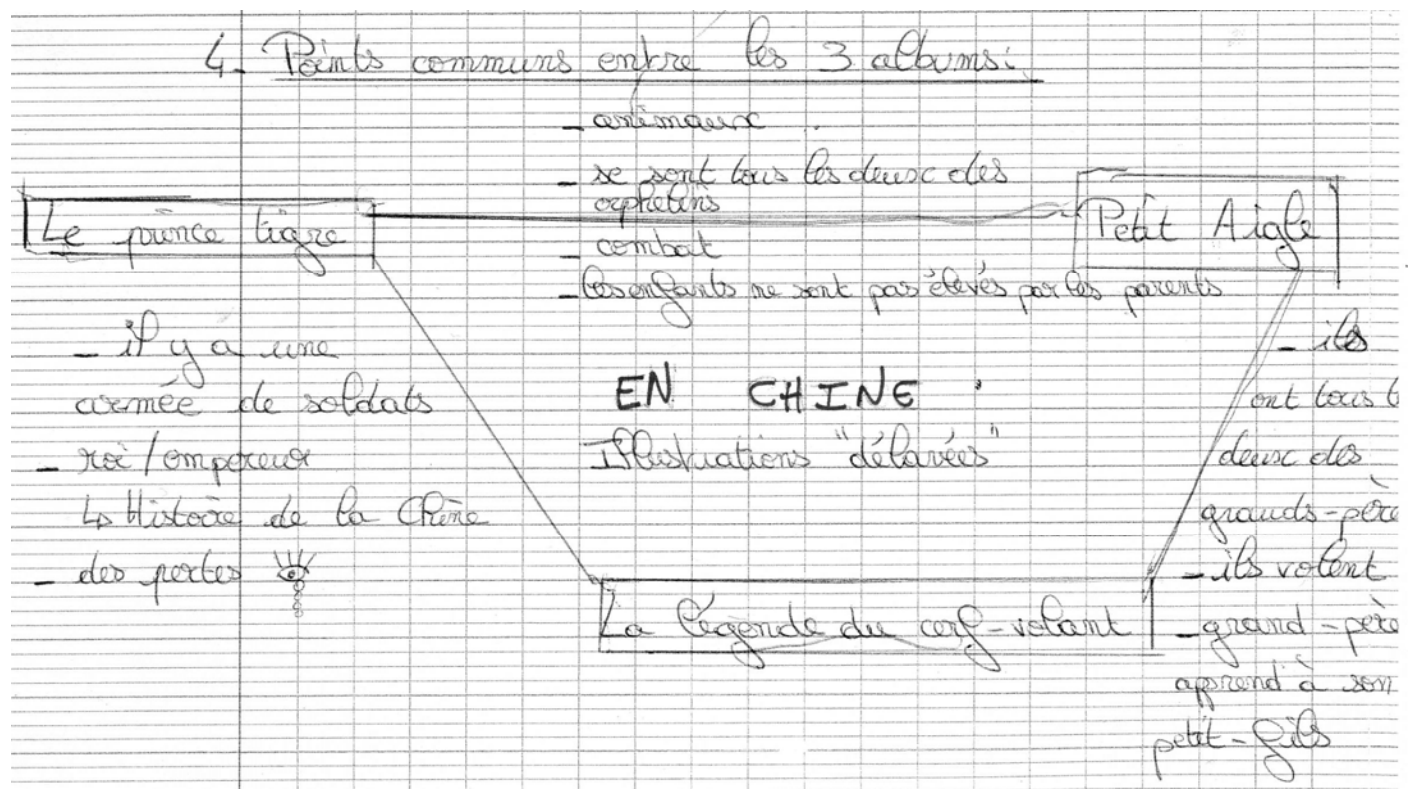 4_ Points communs entre les 3 albums:
_ animaux.
_ se sont tous les deux des
orphelins
Le prince tigre
Petit Aigle
_ combat
_ les enfants ne sont pas élevés par les parents
_ il y a une
armée de soldats
_ roi / empereur
↳ Histoire de la Chine
_ des pertes
EN CHINE
Illustrations "délavées"
_ ils
ont tous l
deux des
grands-père
_ ils volent
_ grand-père
apprend à son
petit-fils
La légende du cerf-volant